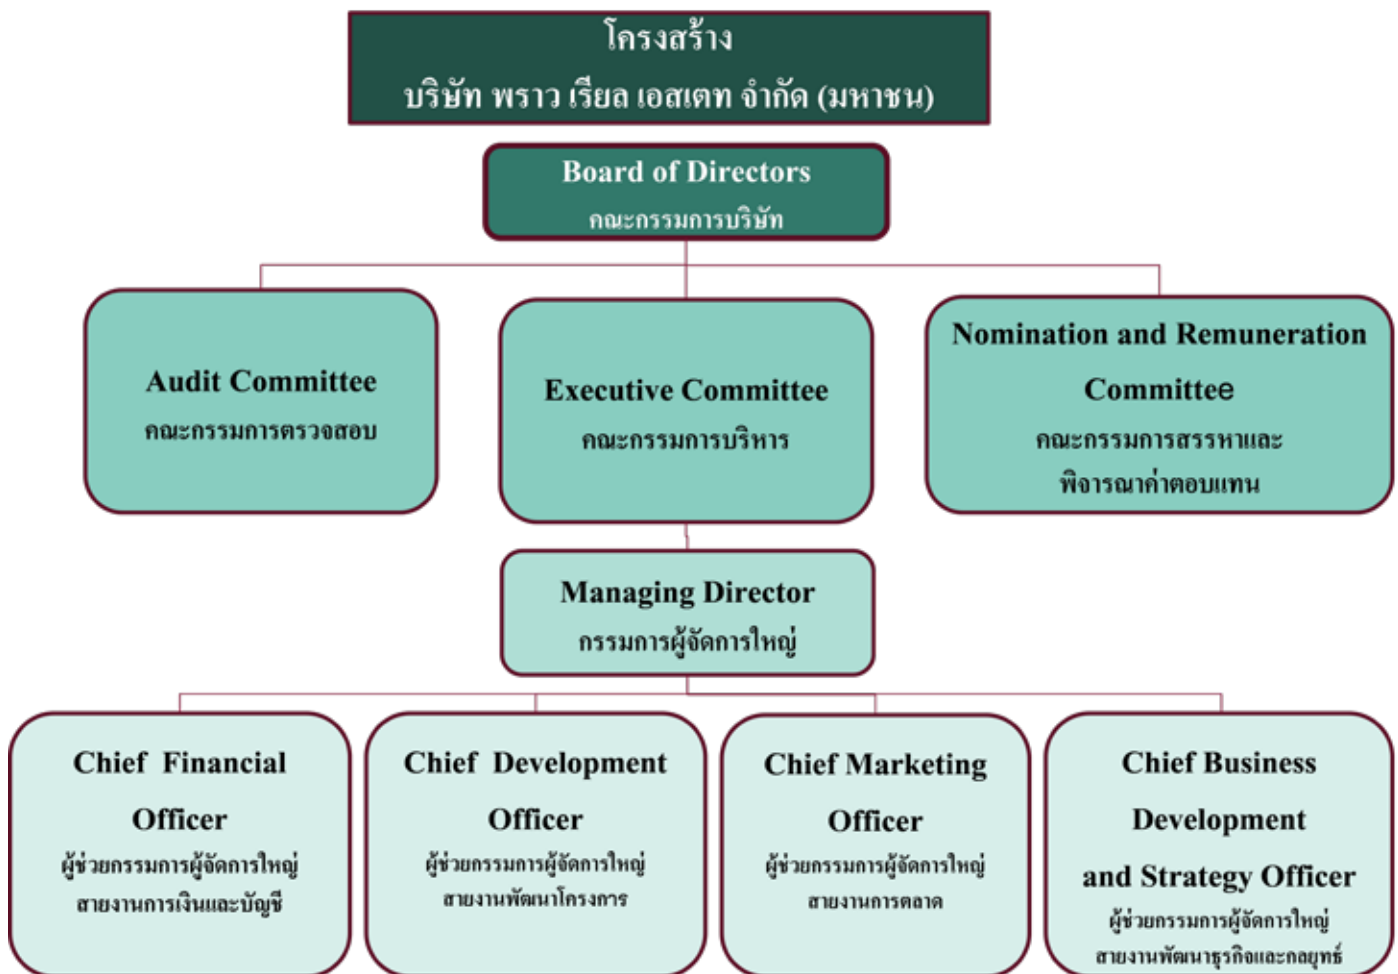 โครงสร้าง
บริษัท พราว เรียล เอสเตท จำกัด (มหาชน)
Board of Directors
คณะกรรมการบริษัท
Audit Committee
คณะกรรมการตรวจสอบ
Executive Committee
คณะกรรมการบริหาร
Nomination and Remuneration
Committee
คณะกรรมการสรรหาและ
พิจารณาค่าตอบแทน
Managing Director
กรรมการผู้จัดการใหญ่
Chief Financial
Officer
ผู้ช่วยกรรมการผู้จัดการใหญ่
สายงานการเงินและบัญชี
Chief Development
Officer
ผู้ช่วยกรรมการผู้จัดการใหญ่
สายงานพัฒนาโครงการ
Chief Marketing
Officer
ผู้ช่วยกรรมการผู้จัดการใหญ่
สายงานการตลาด
Chief Business
Development
and Strategy Officer
ผู้ช่วยกรรมการผู้จัดการใหญ่
สายงานพัฒนาธุรกิจและกลยุทธ์